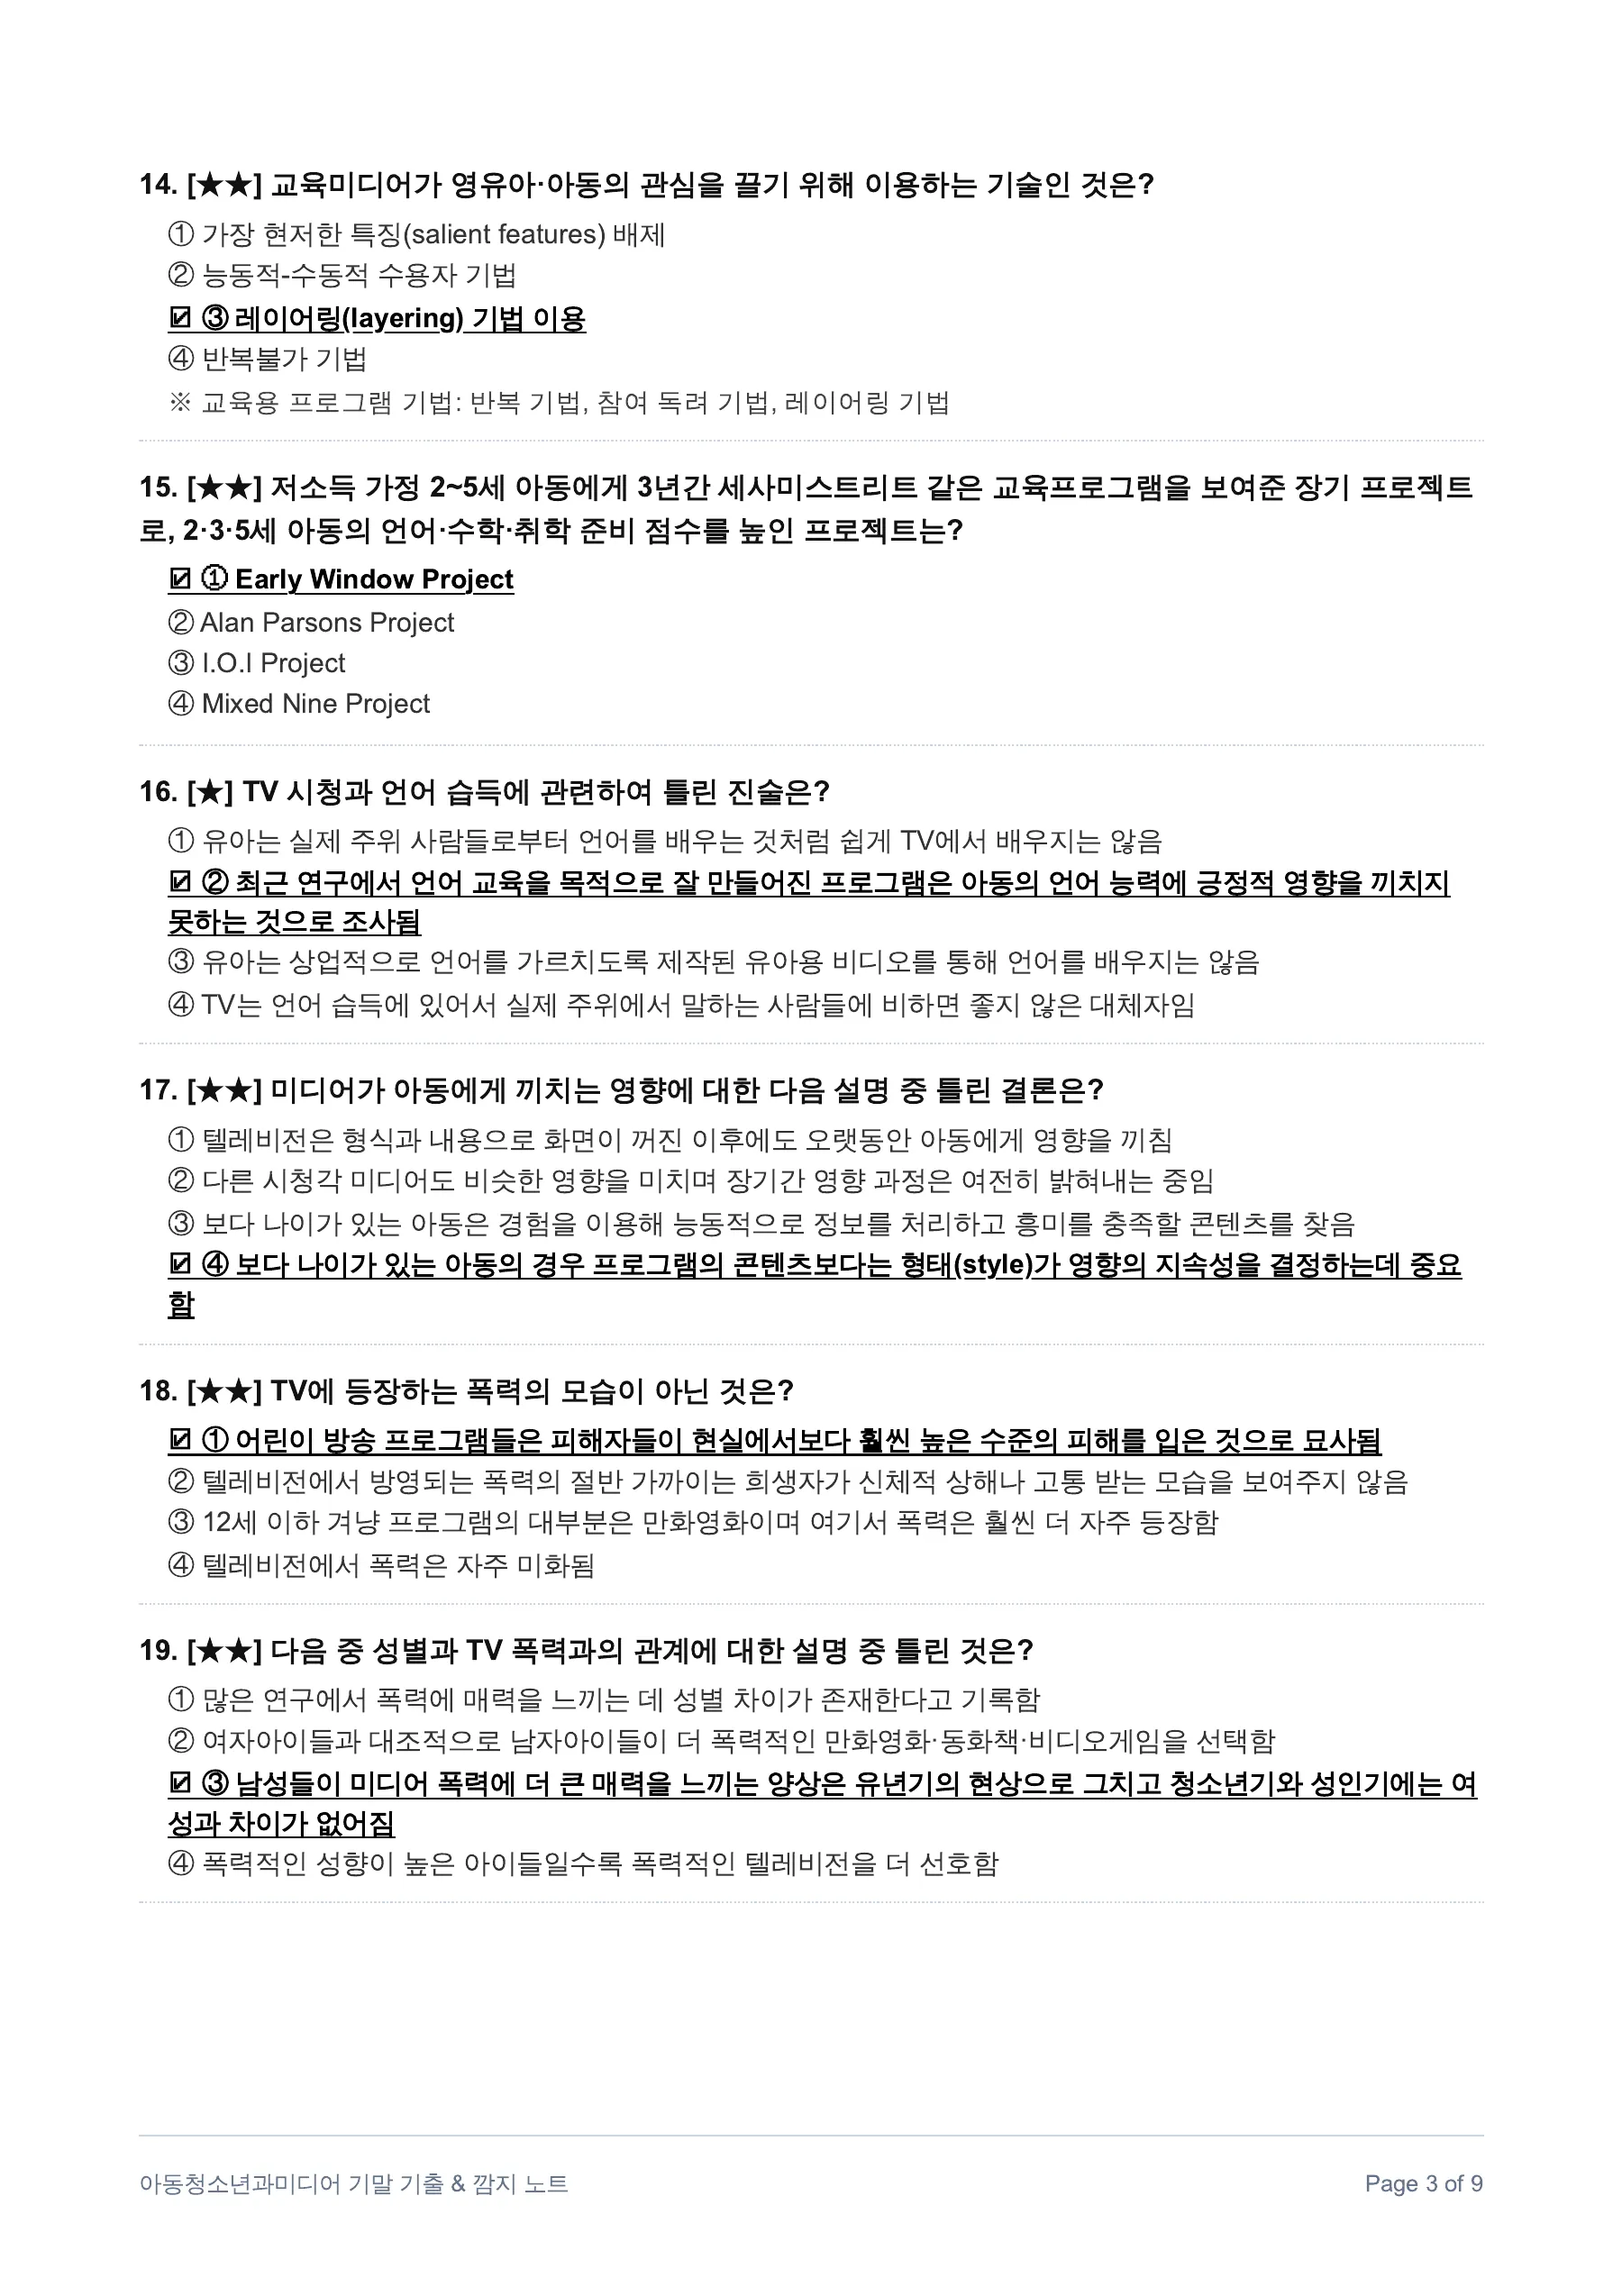 14. [★★] 교육미디어가 영유아·아동의 관심을 끌기 위해 이용하는 기술인 것은?
① 가장 현저한 특징(salient features) 배제
② 능동적-수동적 수용자 기법
☑ ③ 레이어링(layering) 기법 이용
④ 반복불가 기법
※ 교육용 프로그램 기법: 반복 기법, 참여 독려 기법, 레이어링 기법
15. [★★] 저소득 가정 2~5세 아동에게 3년간 세사미스트리트 같은 교육프로그램을 보여준 장기 프로젝트
로, 2·3·5세 아동의 언어·수학·취학 준비 점수를 높인 프로젝트는?
☑ ① Early Window Project
② Alan Parsons Project
③ I.O.I Project
④ Mixed Nine Project
16. [★] TV 시청과 언어 습득에 관련하여 틀린 진술은?
① 유아는 실제 주위 사람들로부터 언어를 배우는 것처럼 쉽게 TV에서 배우지는 않음
☑ ② 최근 연구에서 언어 교육을 목적으로 잘 만들어진 프로그램은 아동의 언어 능력에 긍정적 영향을 끼치지
못하는 것으로 조사됨
③ 유아는 상업적으로 언어를 가르치도록 제작된 유아용 비디오를 통해 언어를 배우지는 않음
④ TV는 언어 습득에 있어서 실제 주위에서 말하는 사람들에 비하면 좋지 않은 대체자임
17. [★★] 미디어가 아동에게 끼치는 영향에 대한 다음 설명 중 틀린 결론은?
① 텔레비전은 형식과 내용으로 화면이 꺼진 이후에도 오랫동안 아동에게 영향을 끼침
② 다른 시청각 미디어도 비슷한 영향을 미치며 장기간 영향 과정은 여전히 밝혀내는 중임
③ 보다 나이가 있는 아동은 경험을 이용해 능동적으로 정보를 처리하고 흥미를 충족할 콘텐츠를 찾음
☑ ④ 보다 나이가 있는 아동의 경우 프로그램의 콘텐츠보다는 형태(style)가 영향의 지속성을 결정하는데 중요
함
18. [★★] TV에 등장하는 폭력의 모습이 아닌 것은?
☑ ① 어린이 방송 프로그램들은 피해자들이 현실에서보다 훨씬 높은 수준의 피해를 입은 것으로 묘사됨
② 텔레비전에서 방영되는 폭력의 절반 가까이는 희생자가 신체적 상해나 고통 받는 모습을 보여주지 않음
③ 12세 이하 겨냥 프로그램의 대부분은 만화영화이며 여기서 폭력은 훨씬 더 자주 등장함
④ 텔레비전에서 폭력은 자주 미화됨
19. [★★] 다음 중 성별과 TV 폭력과의 관계에 대한 설명 중 틀린 것은?
① 많은 연구에서 폭력에 매력을 느끼는 데 성별 차이가 존재한다고 기록함
② 여자아이들과 대조적으로 남자아이들이 더 폭력적인 만화영화·동화책·비디오게임을 선택함
☑ ③ 남성들이 미디어 폭력에 더 큰 매력을 느끼는 양상은 유년기의 현상으로 그치고 청소년기와 성인기에는 여
성과 차이가 없어짐
④ 폭력적인 성향이 높은 아이들일수록 폭력적인 텔레비전을 더 선호함
아동청소년과미디어 기말 기출 & 깜지 노트
Page 3 of 9